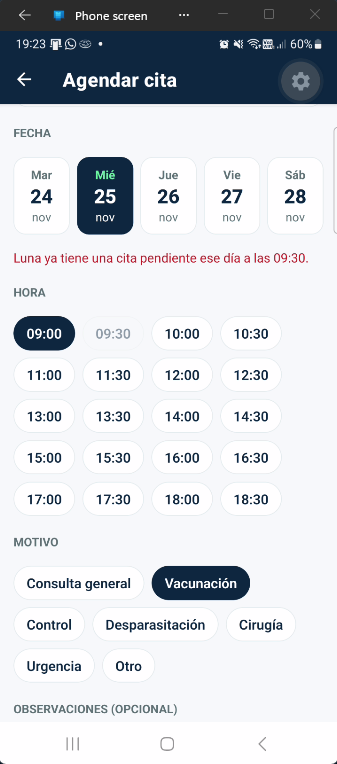 Phone screen
19:23
60%
Agendar cita
FECHA
Mar Mié Jue Vie Sáb
24 25 26 27 28
nov nov nov nov nov
Luna ya tiene una cita pendiente ese día a las 09:30.
HORA
09:00 09:30 10:00 10:30
11:00 11:30 12:00 12:30
13:00 13:30 14:00 14:30
15:00 15:30 16:00 16:30
17:00 17:30 18:00 18:30
MOTIVO
Consulta general Vacunación
Control Desparasitación Cirugía
Urgencia Otro
OBSERVACIONES (OPCIONAL)